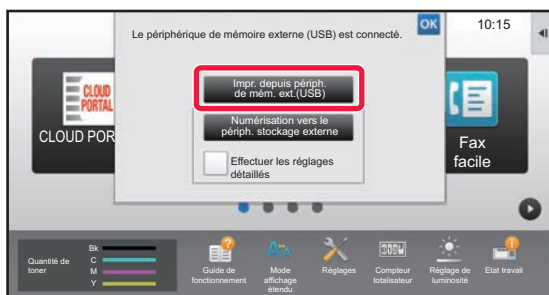 Le périphérique de mémoire externe (USB) est connecté.
OK
10:15
Impr. depuis périph.
de mém. ext.(USB)
CLOUD
PORTAL
CLOUD POR
Numérisation vers le
périph. stockage externe
Effectuer les réglages
détaillés
Fax
facile
Quantité de
toner
Bk
C
M
Y
Guide de
fonctionnement
Mode
affichage
étendu
Réglages
Compteur
totalisateur
Réglage de
luminosité
Etat travail